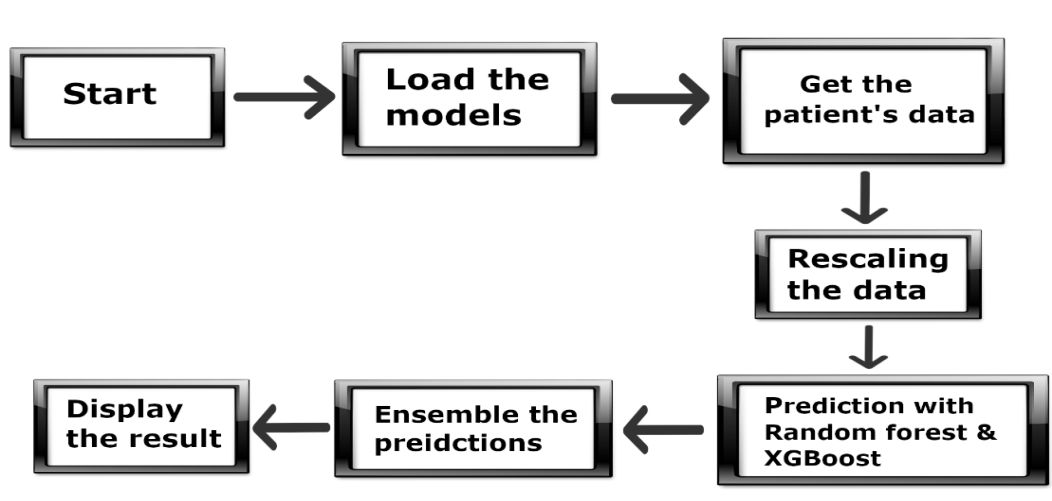 Start
Load the
models
Get the
patient's data
Rescaling
the data
Prediction with
Random forest &
XGBoost
Ensemble the
preidctions
Display
the result